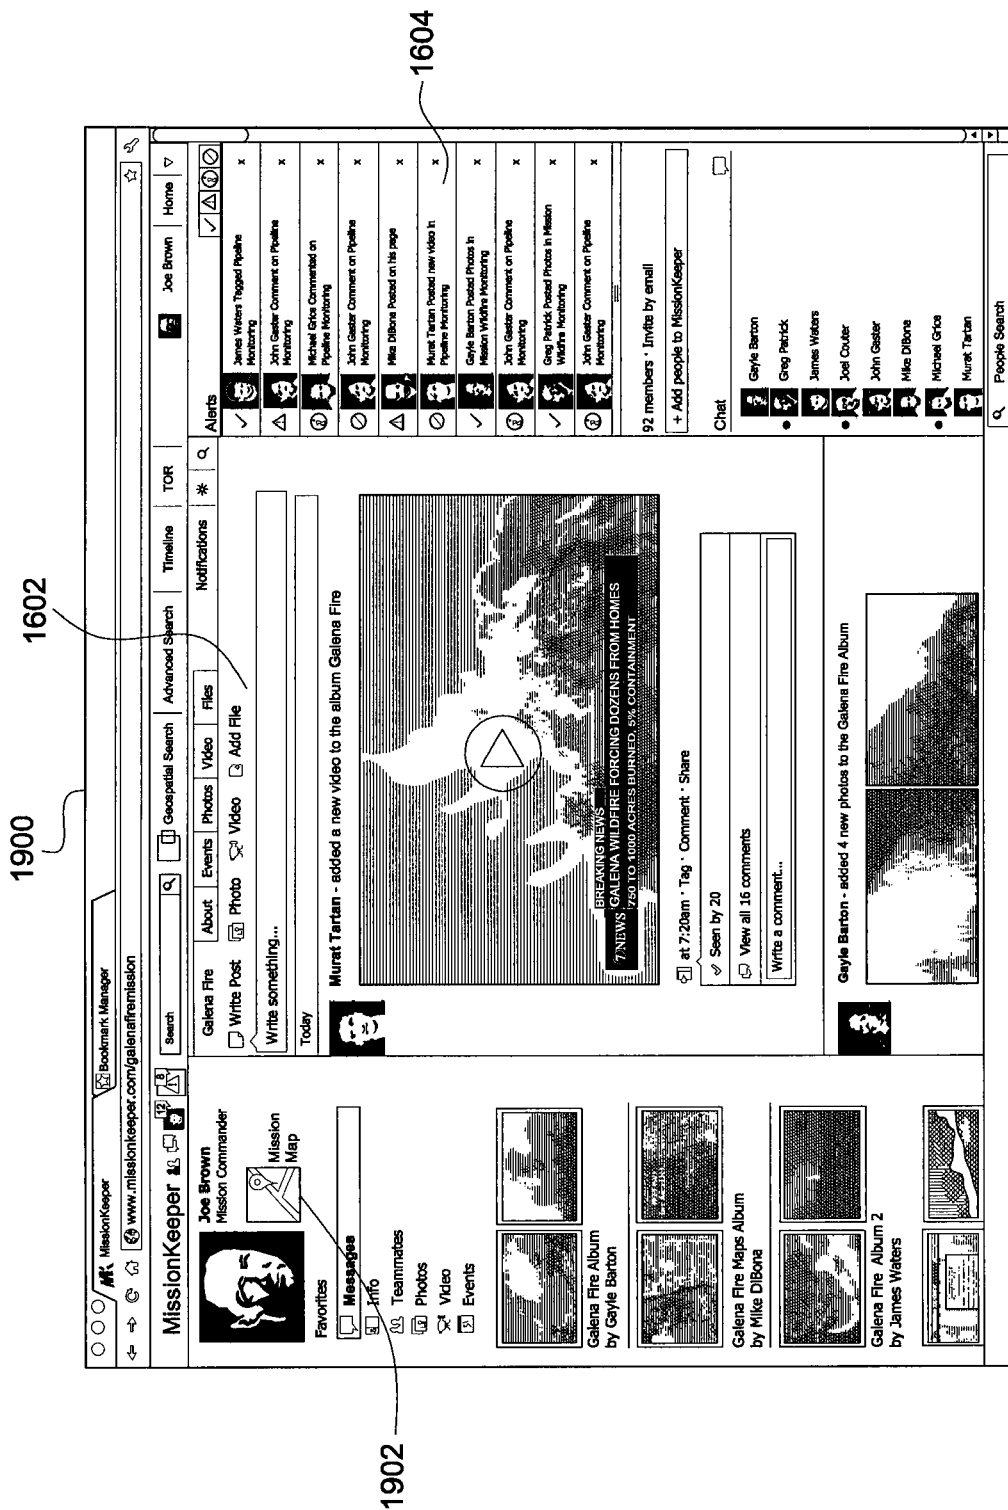 1900
1602
1604
1902
MK MissionKeeper
Bookmark Manager
www.missionkeeper.com/galenafiremission
MissionKeeper
12
8
Search
Geospatial Search
Advanced Search
Timeline
TOR
Joe Brown
Home
Joe Brown
Mission Commander
Mission
Map
Favorites
Messages
Info
Teammates
Photos
Video
Events
Galena Fire Album
by Gayle Barton
Galena Fire Maps Album
by Mike DiBona
Galena Fire Album 2
by James Waters
Galena Fire
About
Events
Photos
Video
Files
Notifications
Write Post
Photo
Video
Add File
Write something...
Today
Murat Tartan - added a new video to the album Galena Fire
BREAKING NEWS
7NEWS GALENA WILDFIRE FORCING DOZENS FROM HOMES
750 TO 1000 ACRES BURNED, 5% CONTAINMENT
at 7:20am · Tag · Comment · Share
Seen by 20
View all 16 comments
Write a comment...
Gayle Barton - added 4 new photos to the Galena Fire Album
Alerts
James Waters Tagged Pipeline
Monitoring
x
John Gaster Comment on Pipeline
Monitoring
x
Michael Grice Commented on
Pipeline Monitoring
x
John Gaster Comment on Pipeline
Monitoring
x
Mike DiBona Posted on his page
x
Murat Tartan Posted new video in
Pipeline Monitoring
x
Gayle Barton Posted Photos in
Mission Wildfire Monitoring
x
John Gaster Comment on Pipeline
Monitoring
x
Greg Patrick Posted Photos in Mission
Wildfire Monitoring
x
John Gaster Comment on Pipeline
Monitoring
x
92 members · Invite by email
+ Add people to MissionKeeper
Chat
Gayle Barton
Greg Patrick
James Waters
Joel Couter
John Gaster
Mike DiBona
Michael Grice
Murat Tartan
People Search